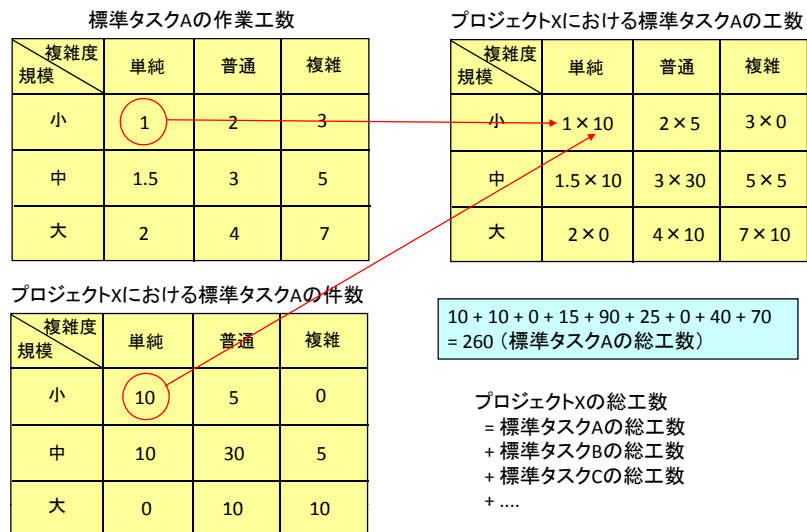 標準タスクAの作業工数
複雑度
規模
単純 普通 複雑
小 1 2 3
中 1.5 3 5
大 2 4 7
プロジェクトXにおける標準タスクAの件数
複雑度
規模
単純 普通 複雑
小 10 5 0
中 10 30 5
大 0 10 10
プロジェクトXにおける標準タスクAの工数
複雑度
規模
単純 普通 複雑
小 1×10 2×5 3×0
中 1.5×10 3×30 5×5
大 2×0 4×10 7×10
10 + 10 + 0 + 15 + 90 + 25 + 0 + 40 + 70
= 260 (標準タスクAの総工数)
プロジェクトXの総工数
= 標準タスクAの総工数
+ 標準タスクBの総工数
+ 標準タスクCの総工数
+ ....